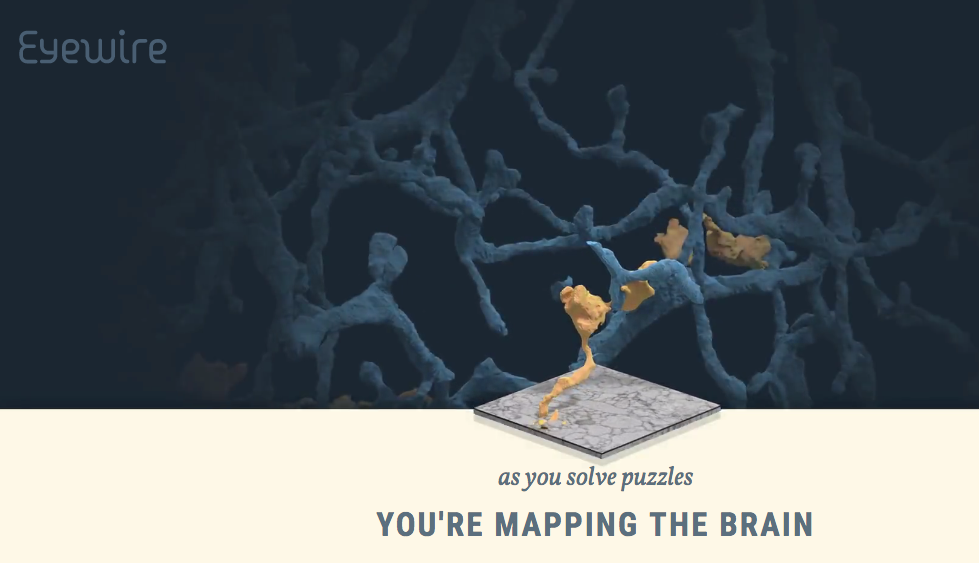 Eyewire
as you solve puzzles
YOU'RE MAPPING THE BRAIN